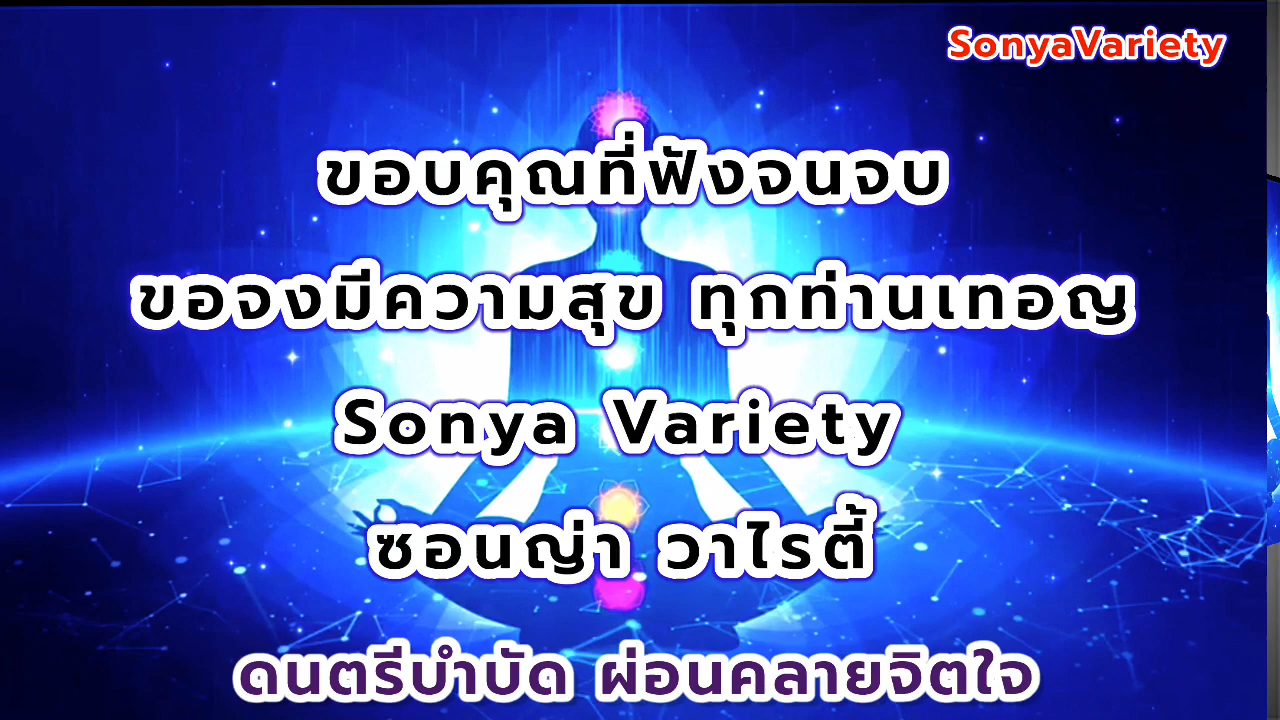 SonyaVariety
ขอบคุณที่ฟังจนจบ
ขอจงมีความสุข ทุกท่านเทอญ
Sonya Variety
ซอนญ่า วาไรตี้
ดนตรีบำบัด ผ่อนคลายจิตใจ